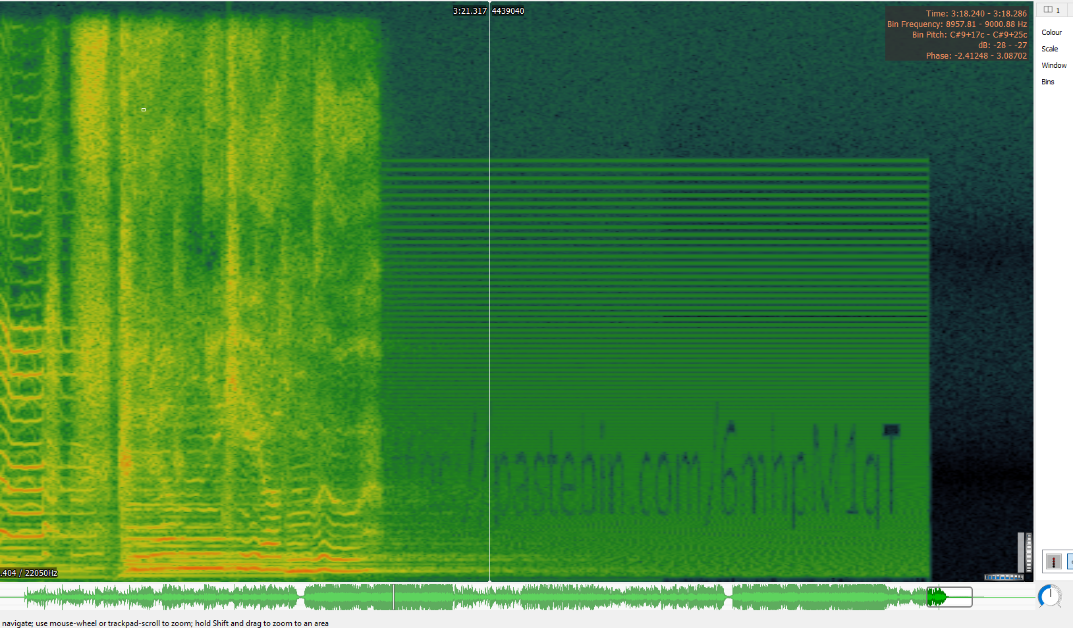 3:21.317 4439040
Time: 3:18.240 - 3:18.286
Bin Frequency: 8957.81 - 9000.88 Hz
Bin Pitch: C#9+17c - C#9+25c
dB: -28 - -27
Phase: -2.41248 - 3.08702
1
Colour
Scale
Window
Bins
.404 / 22050Hz
navigate; use mouse-wheel or trackpad-scroll to zoom; hold Shift and drag to zoom to an area